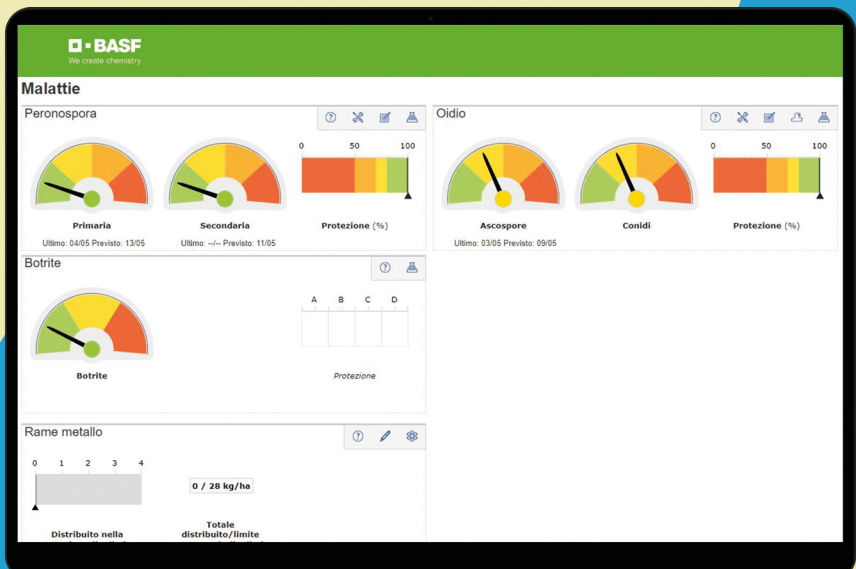 BASF
We create chemistry
Malattie
Peronospora
Primaria
Ultimo: 04/05 Previsto: 13/05
Secondaria
Ultimo: --/-- Previsto: 11/05
0 50 100
Protezione (%)
Oidio
Ascospore
Ultimo: 03/05 Previsto: 09/05
Conidi
0 50 100
Protezione (%)
Botrite
Botrite
A B C D
Protezione
Rame metallo
0 1 2 3 4
Distribuito nella
0 / 28 kg/ha
Totale
distribuito/limite